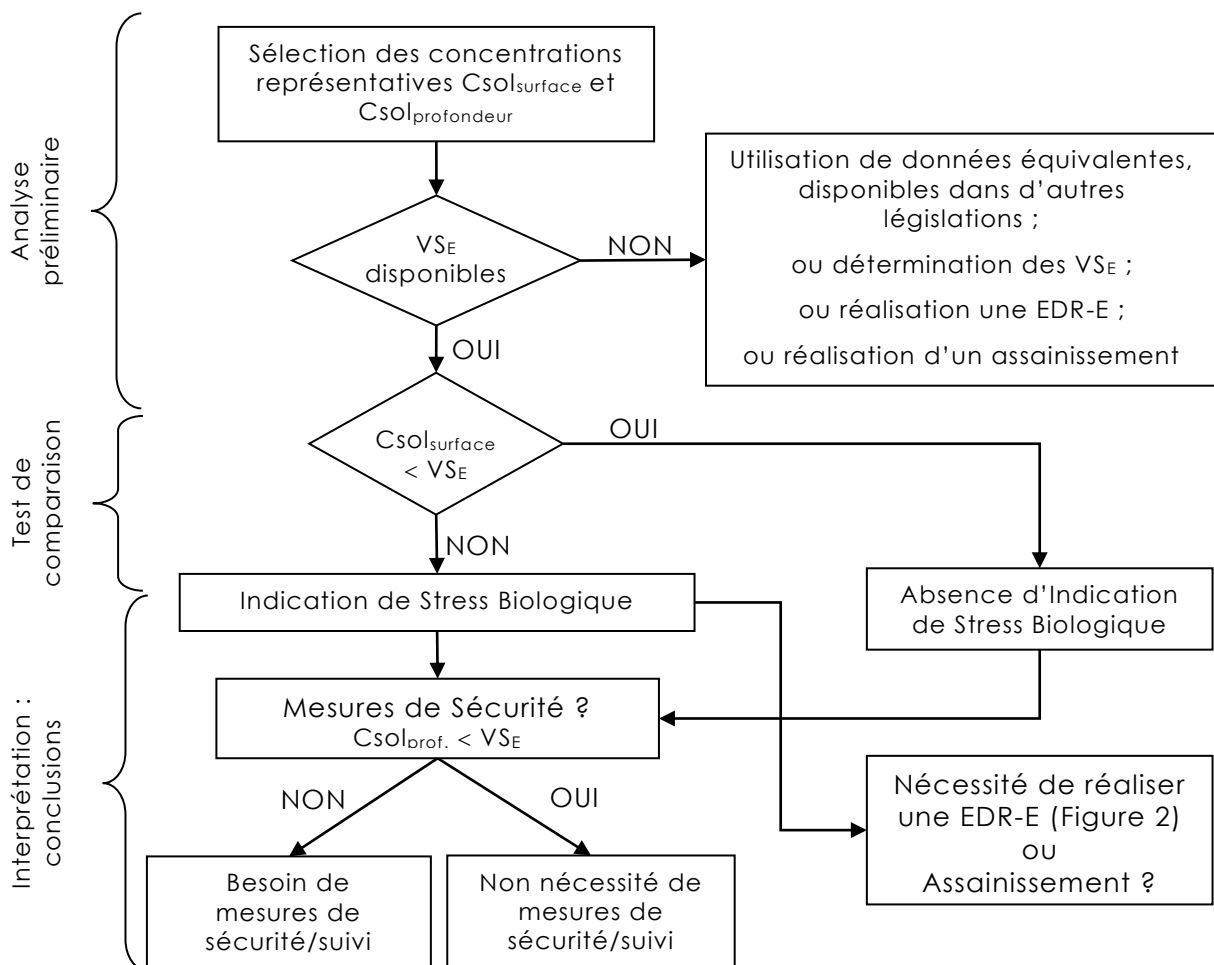 Sélection des concentrations
représentatives Csolsurface et
Csolprofondeur
Analyse
préliminaire
Utilisation de données équivalentes,
disponibles dans d'autres
législations ;
ou détermination des VSE ;
ou réalisation une EDR-E ;
ou réalisation d'un assainissement
VSE
disponibles
NON
OUI
Test de
comparaison
Csolsurface
< VSE
OUI
NON
Indication de Stress Biologique
Absence d'Indication
de Stress Biologique
Interprétation :
conclusions
Mesures de Sécurité ?
Csolprof. < VSE
NON
OUI
Nécessité de réaliser
une EDR-E (Figure 2)
ou
Assainissement ?
Besoin de
mesures de
sécurité/suivi
Non nécessité de
mesures de
sécurité/suivi